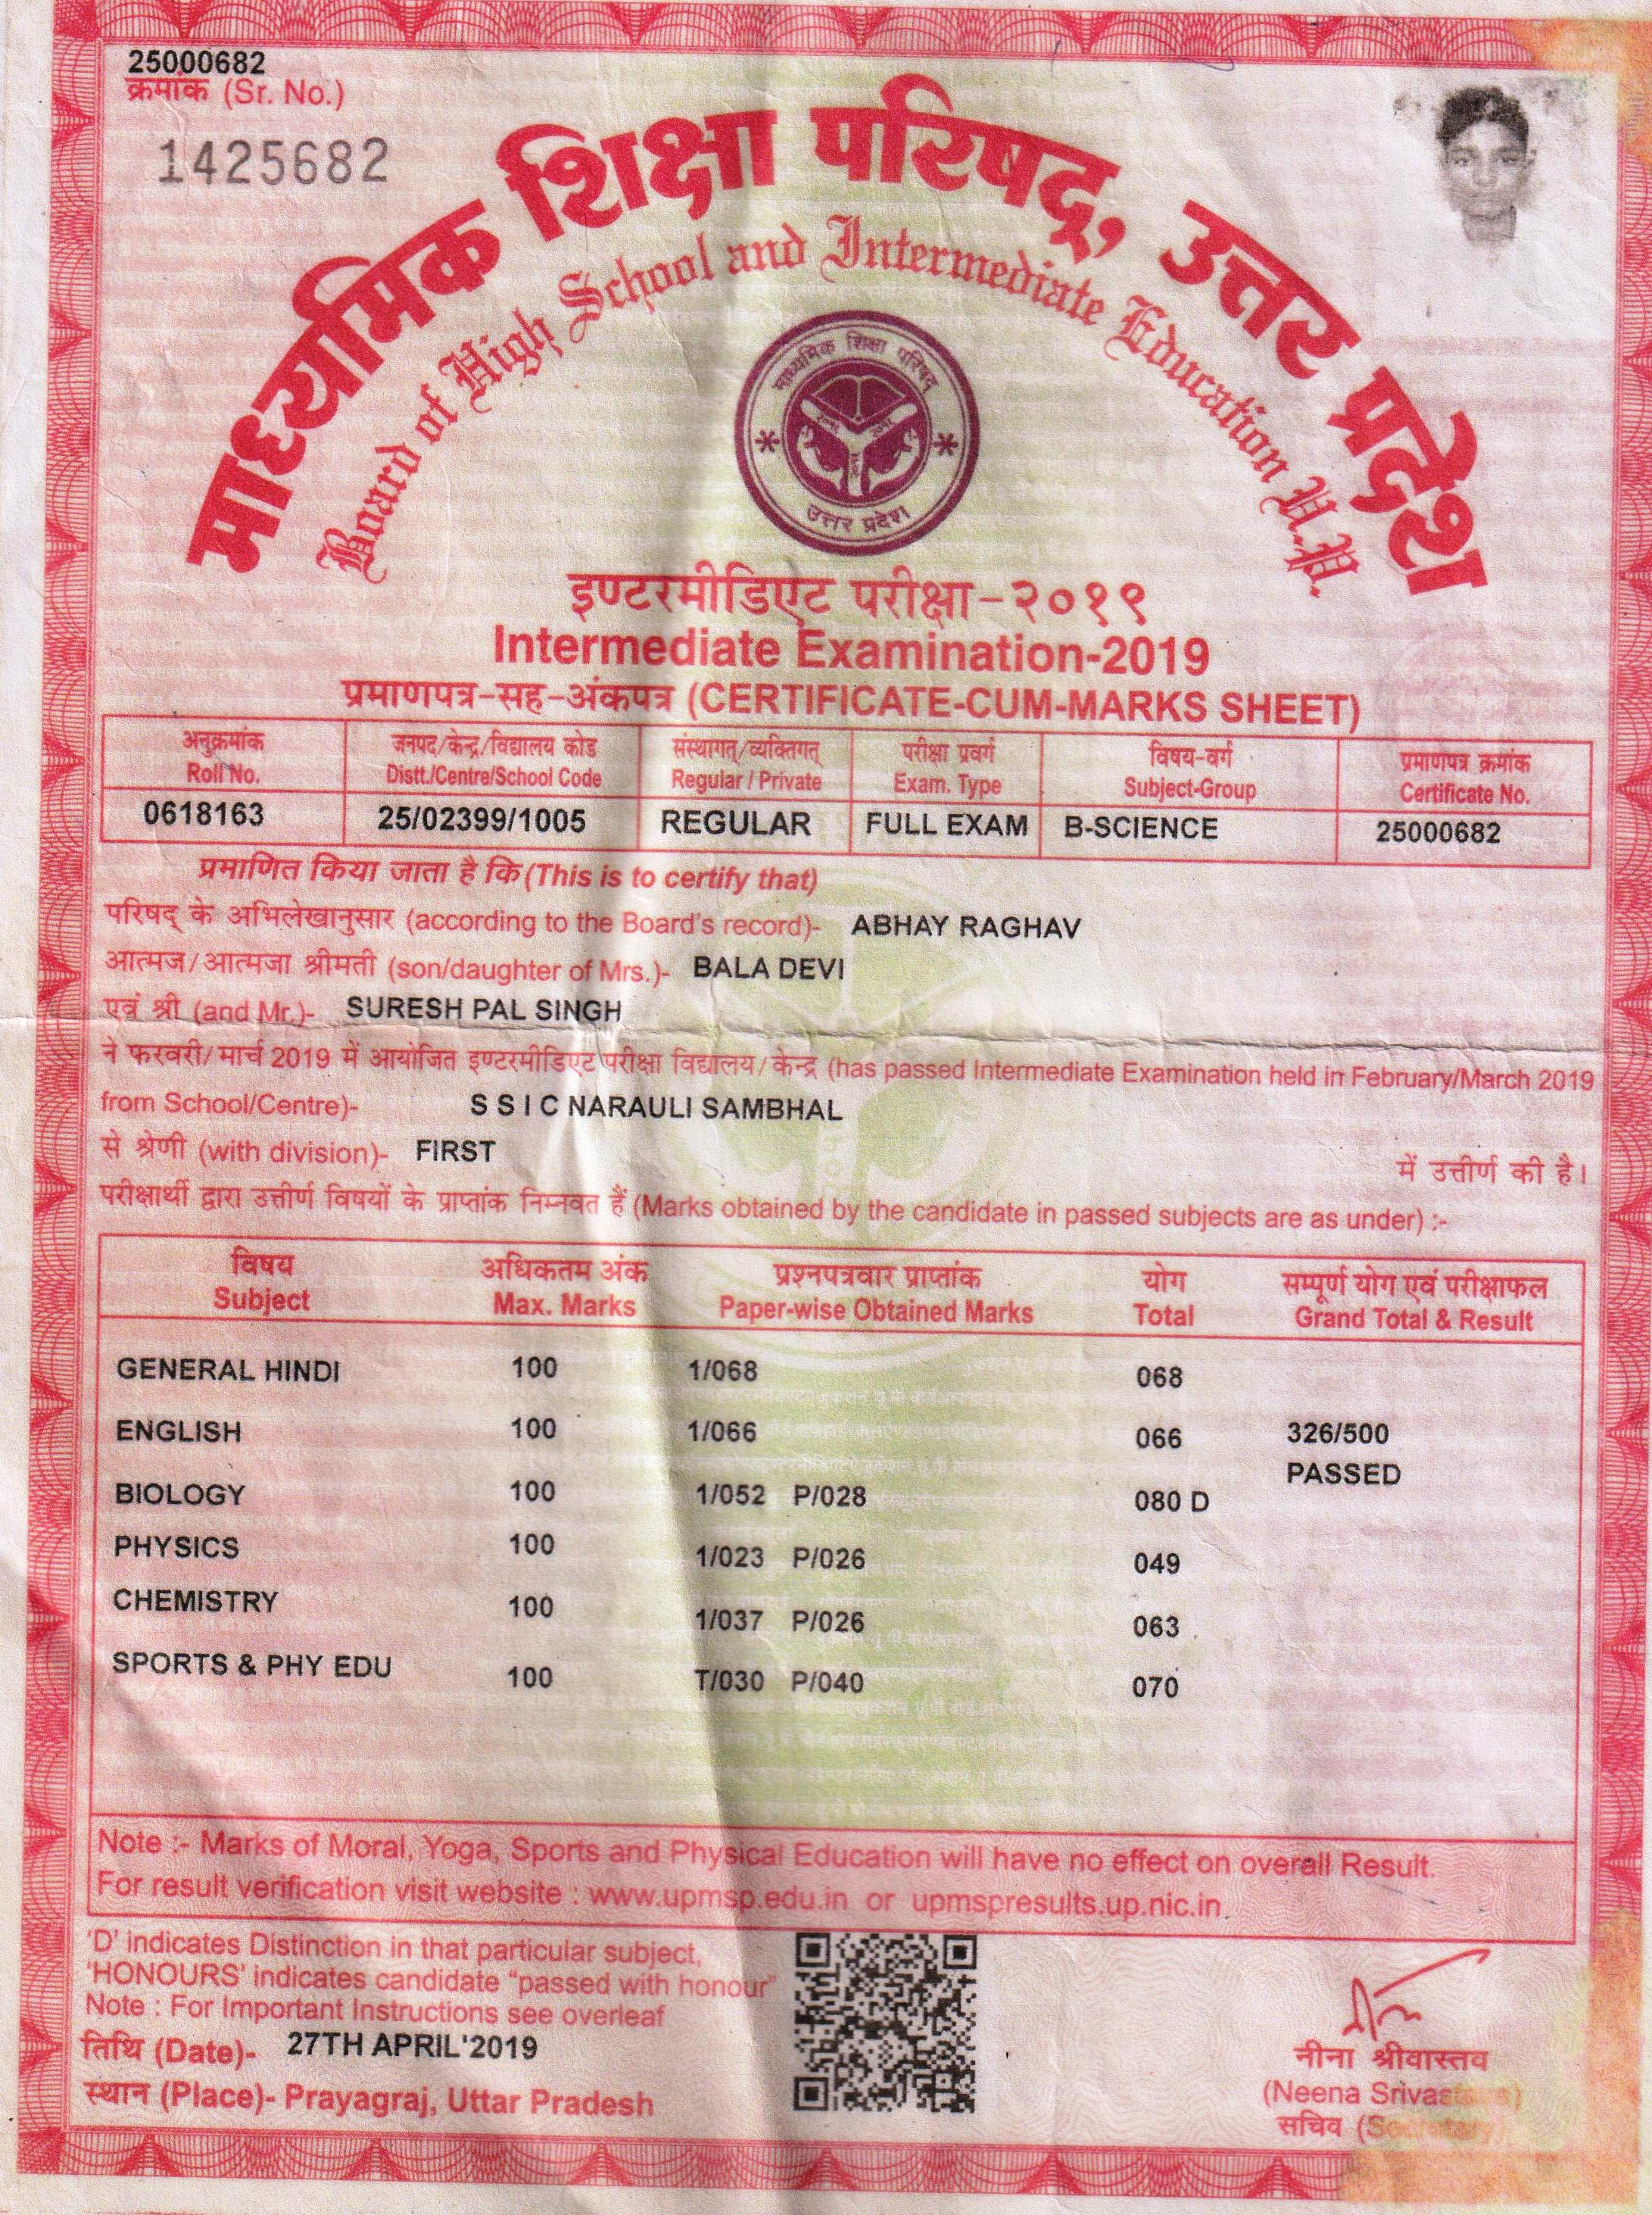 25000682
क्रमांक (Sr. No.)
1425682
माध्यमिक शिक्षा परिषद्, उत्तर प्रदेश
Board of High School and Intermediate Education U.P.
माध्यमिक शिक्षा परिषद
उत्तर प्रदेश
इण्टरमीडिएट परीक्षा-२०१९
Intermediate Examination-2019
प्रमाणपत्र-सह-अंकपत्र (CERTIFICATE-CUM-MARKS SHEET)
अनुक्रमांक जनपद/केन्द्र/विद्यालय कोड संस्थागत्/व्यक्तिगत् परीक्षा प्रवर्ग विषय-वर्ग प्रमाणपत्र क्रमांक
Roll No. Distt./Centre/School Code Regular / Private Exam. Type Subject-Group Certificate No.
0618163 25/02399/1005 REGULAR FULL EXAM B-SCIENCE 25000682
प्रमाणित किया जाता है कि (This is to certify that)
परिषद् के अभिलेखानुसार (according to the Board's record)- ABHAY RAGHAV
आत्मज/आत्मजा श्रीमती (son/daughter of Mrs.)- BALA DEVI
एवं श्री (and Mr.)- SURESH PAL SINGH
ने फरवरी/मार्च 2019 में आयोजित इण्टरमीडिएट परीक्षा विद्यालय/केन्द्र (has passed Intermediate Examination held in February/March 2019
from School/Centre)- S S I C NARAULI SAMBHAL
से श्रेणी (with division)- FIRST में उत्तीर्ण की है।
परीक्षार्थी द्वारा उत्तीर्ण विषयों के प्राप्तांक निम्नवत हैं (Marks obtained by the candidate in passed subjects are as under) :-
विषय अधिकतम अंक प्रश्नपत्रवार प्राप्तांक योग सम्पूर्ण योग एवं परीक्षाफल
Subject Max. Marks Paper-wise Obtained Marks Total Grand Total & Result
GENERAL HINDI 100 1/068 068
ENGLISH 100 1/066 066 326/500
PASSED
BIOLOGY 100 1/052 P/028 080 D
PHYSICS 100 1/023 P/026 049
CHEMISTRY 100 1/037 P/026 063
SPORTS & PHY EDU 100 T/030 P/040 070
Note :- Marks of Moral, Yoga, Sports and Physical Education will have no effect on overall Result.
For result verification visit website : www.upmsp.edu.in or upmspresults.up.nic.in
'D' indicates Distinction in that particular subject,
'HONOURS' indicates candidate "passed with honour"
Note : For Important Instructions see overleaf
तिथि (Date)- 27TH APRIL'2019
स्थान (Place)- Prayagraj, Uttar Pradesh
नीना श्रीवास्तव
(Neena Srivastava)
सचिव (Secretary)